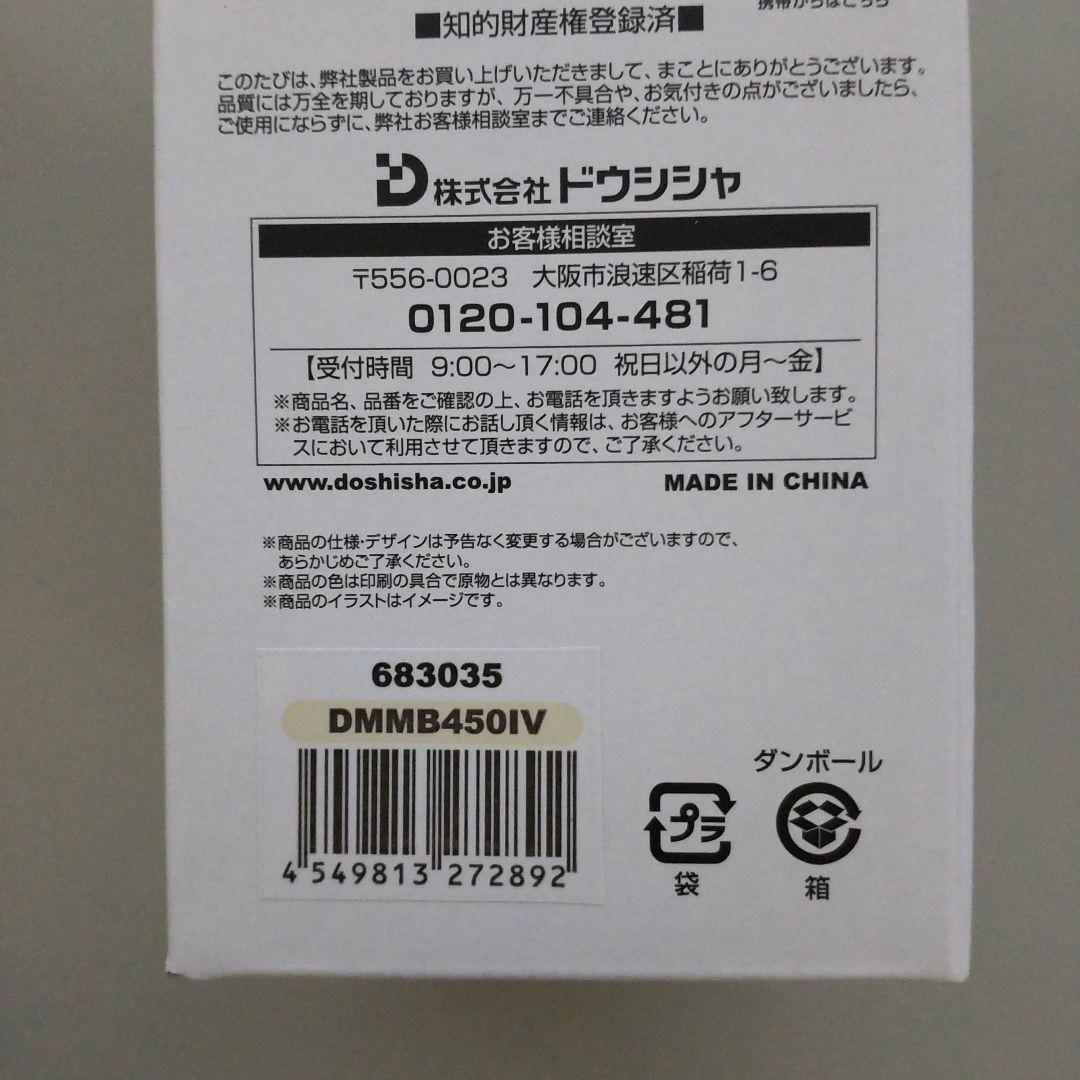 携帯からはこちら
■知的財産権登録済■
このたびは、弊社製品をお買い上げいただきまして、まことにありがとうございます。
品質には万全を期しておりますが、万一不具合や、お気付きの点がございましたら、
ご使用にならずに、弊社お客様相談室までご連絡ください。
株式会社ドウシシャ
お客様相談室
〒556-0023 大阪市浪速区稲荷1-6
0120-104-481
【受付時間 9:00〜17:00 祝日以外の月〜金】
※商品名、品番をご確認の上、お電話を頂きますようお願い致します。
※お電話を頂いた際にお話し頂く情報は、お客様へのアフターサービ
スにおいて利用させて頂きますので、ご了承ください。
www.doshisha.co.jp MADE IN CHINA
※商品の仕様・デザインは予告なく変更する場合がございますので、
あらかじめご了承ください。
※商品の色は印刷の具合で原物とは異なります。
※商品のイラストはイメージです。
683035
DMMB450IV
4 549813 272892
プラ
袋
ダンボール
箱